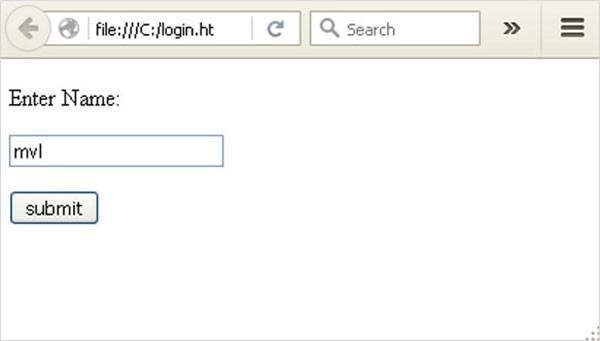 file:///C:/login.ht Search
Enter Name:
mvl
submit